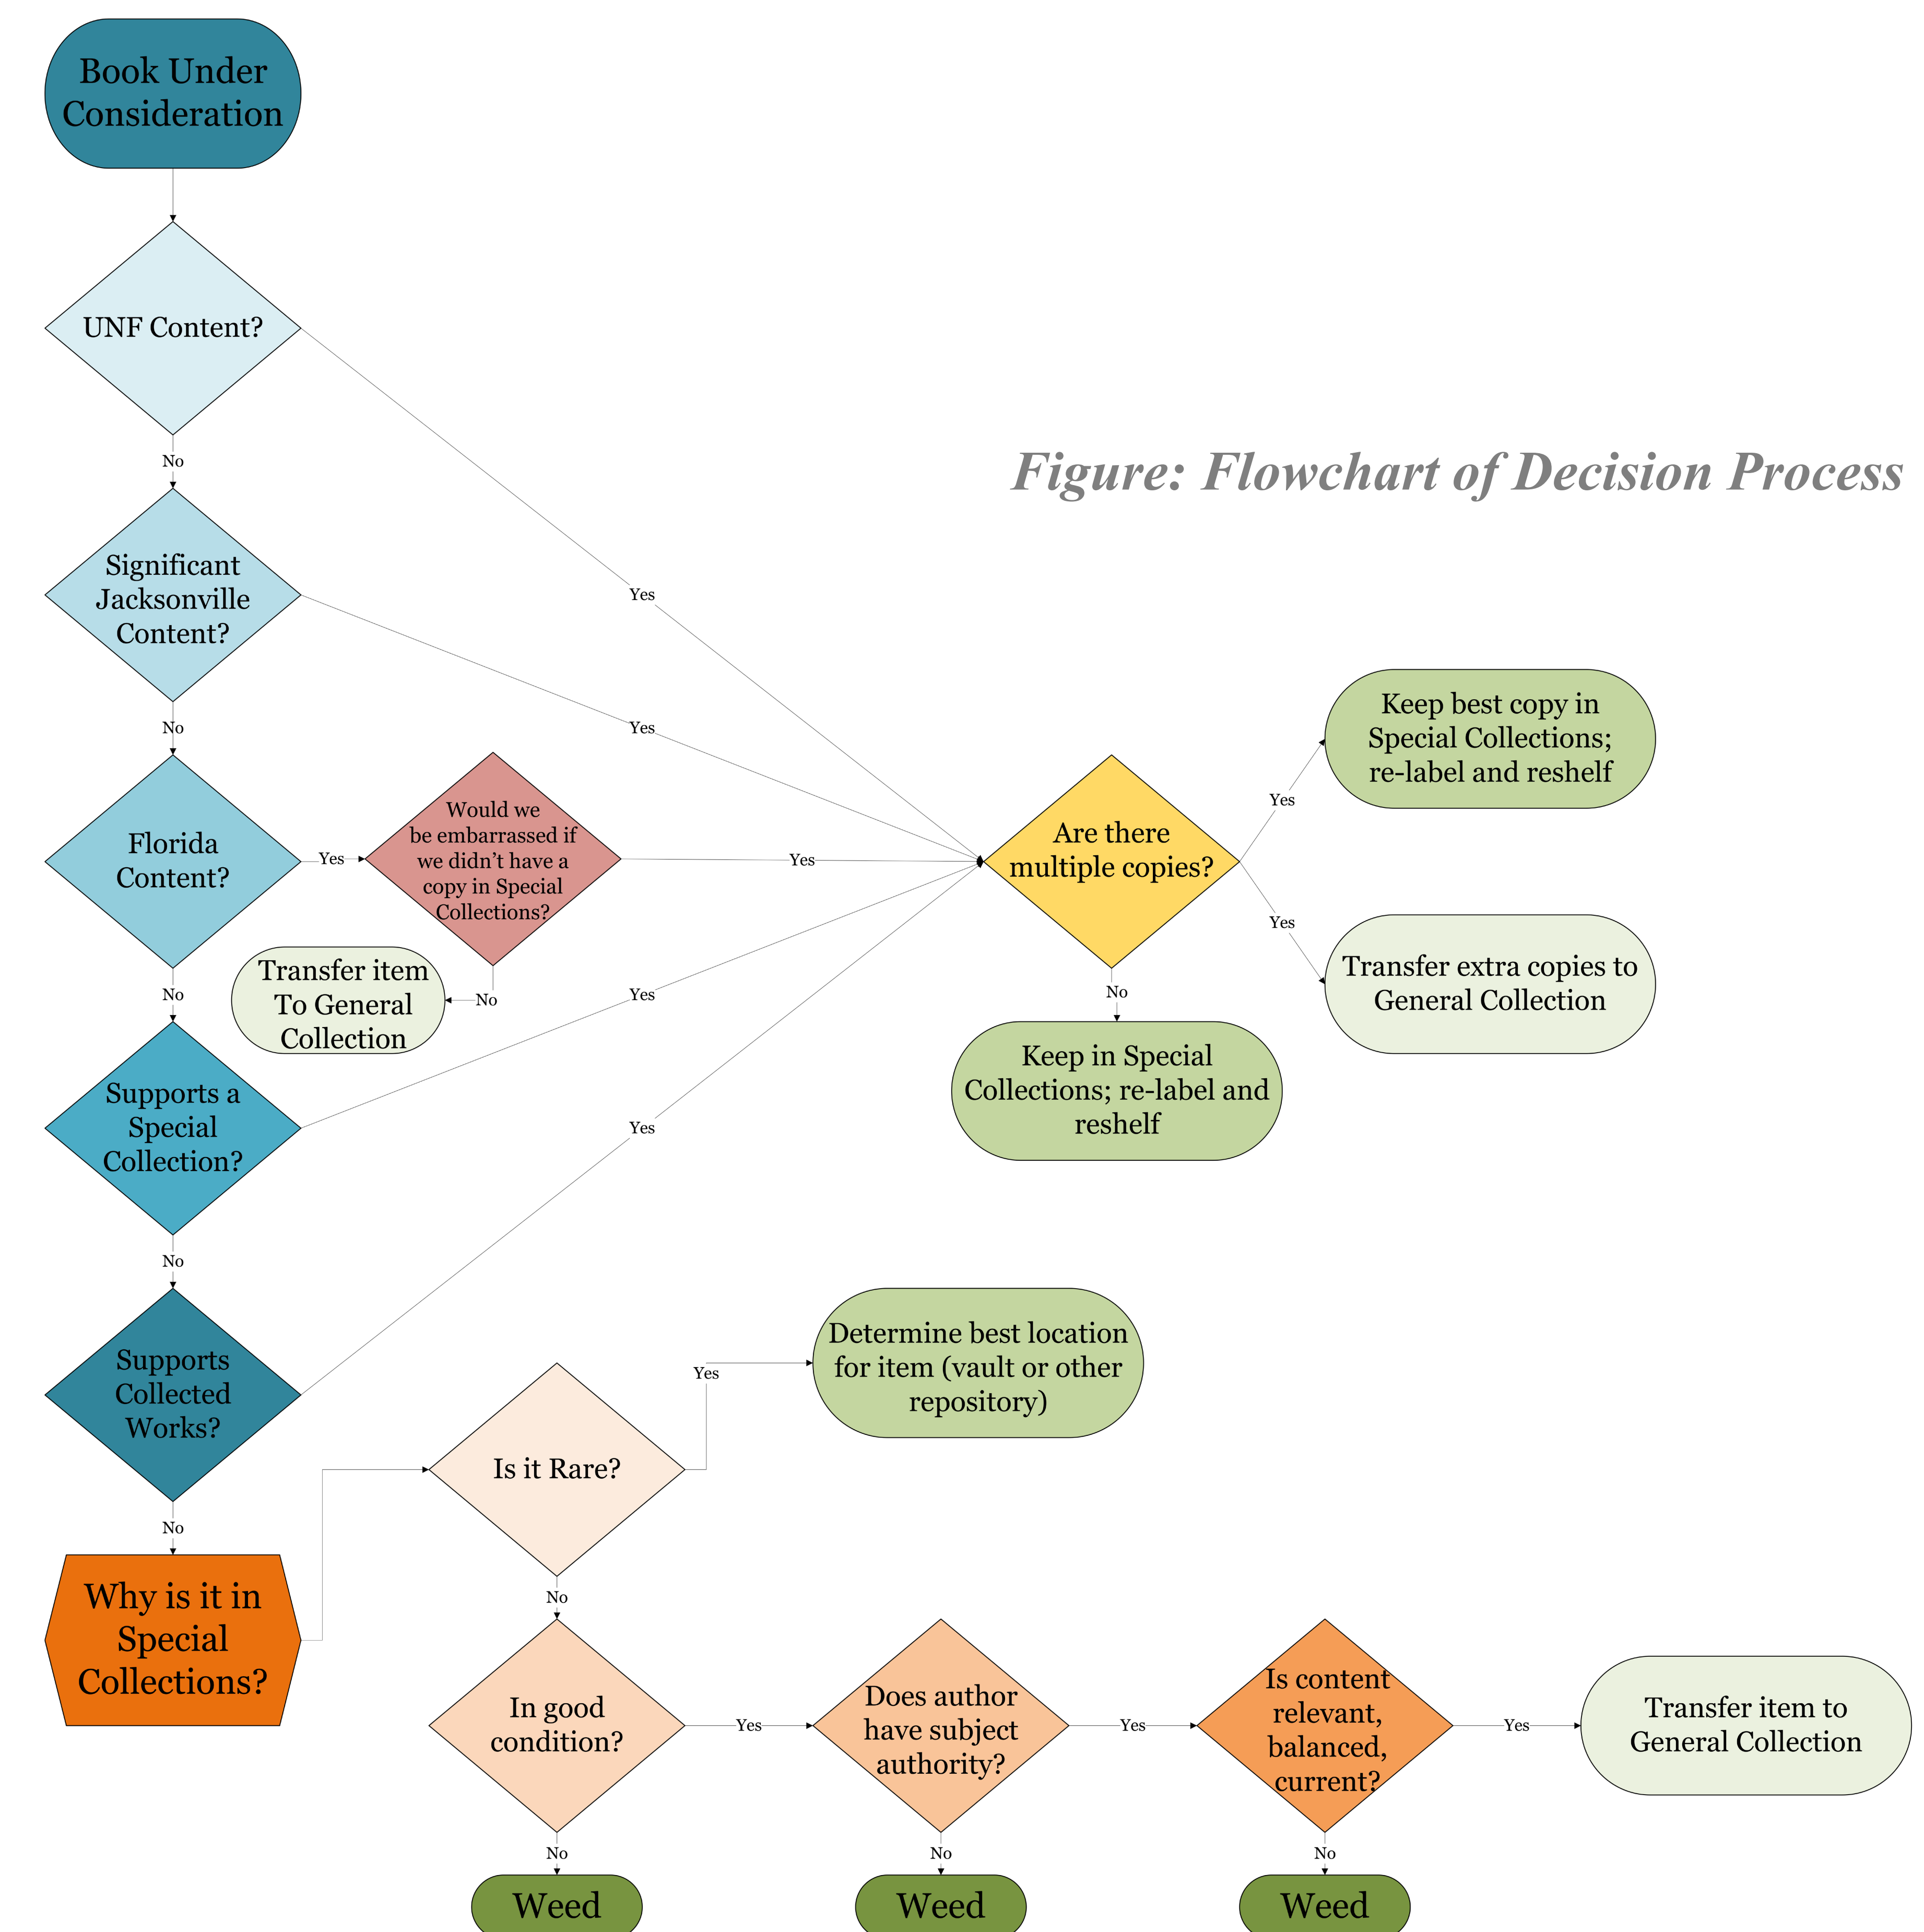 Book Under
Consideration
UNF Content?
No
Yes
Figure: Flowchart of Decision Process
Significant
Jacksonville
Content?
No
Yes
Florida
Content?
Yes
No
Would we
be embarrassed if
we didn't have a
copy in Special
Collections?
Yes
No
Transfer item
To General
Collection
Are there
multiple copies?
Yes
Keep best copy in
Special Collections;
re-label and reshelf
Yes
Transfer extra copies to
General Collection
No
Keep in Special
Collections; re-label and
reshelf
Supports a
Special
Collection?
Yes
No
Supports
Collected
Works?
Yes
No
Why is it in
Special
Collections?
Is it Rare?
Yes
Determine best location
for item (vault or other
repository)
No
In good
condition?
Yes
No
Weed
Does author
have subject
authority?
Yes
No
Weed
Is content
relevant,
balanced,
current?
Yes
No
Weed
Transfer item to
General Collection